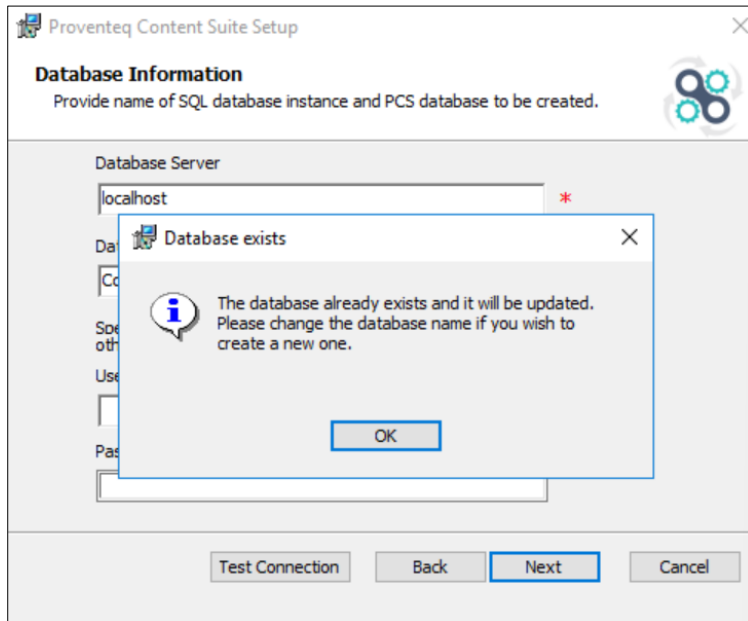 Proventeq Content Suite Setup
Database Information
Provide name of SQL database instance and PCS database to be created.
Database Server
localhost
*
Database exists
The database already exists and it will be updated.
Please change the database name if you wish to
create a new one.
OK
Test Connection
Back
Next
Cancel